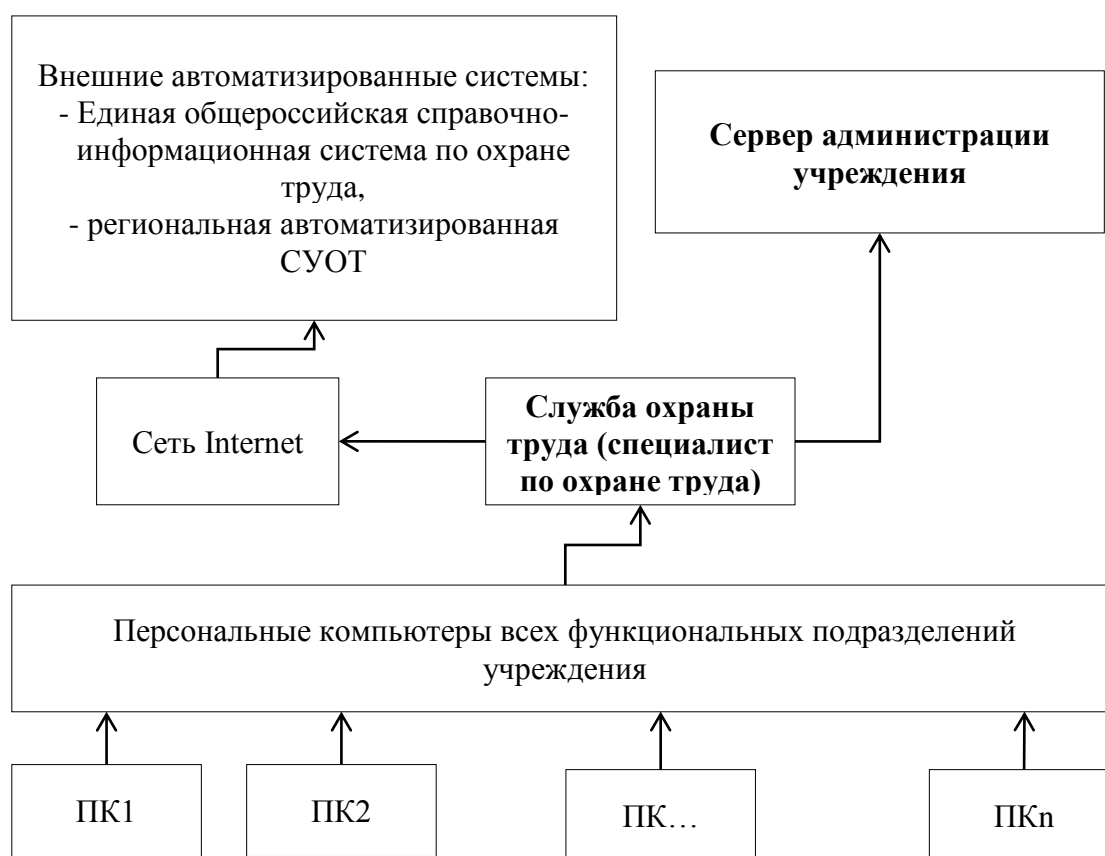 Внешние автоматизированные системы:
- Единая общероссийская справочно-
информационная система по охране
труда,
- региональная автоматизированная
СУОТ
Сервер администрации
учреждения
Сеть Internet
Служба охраны
труда (специалист
по охране труда)
Персональные компьютеры всех функциональных подразделений
учреждения
ПК1
ПК2
ПК…
ПКn